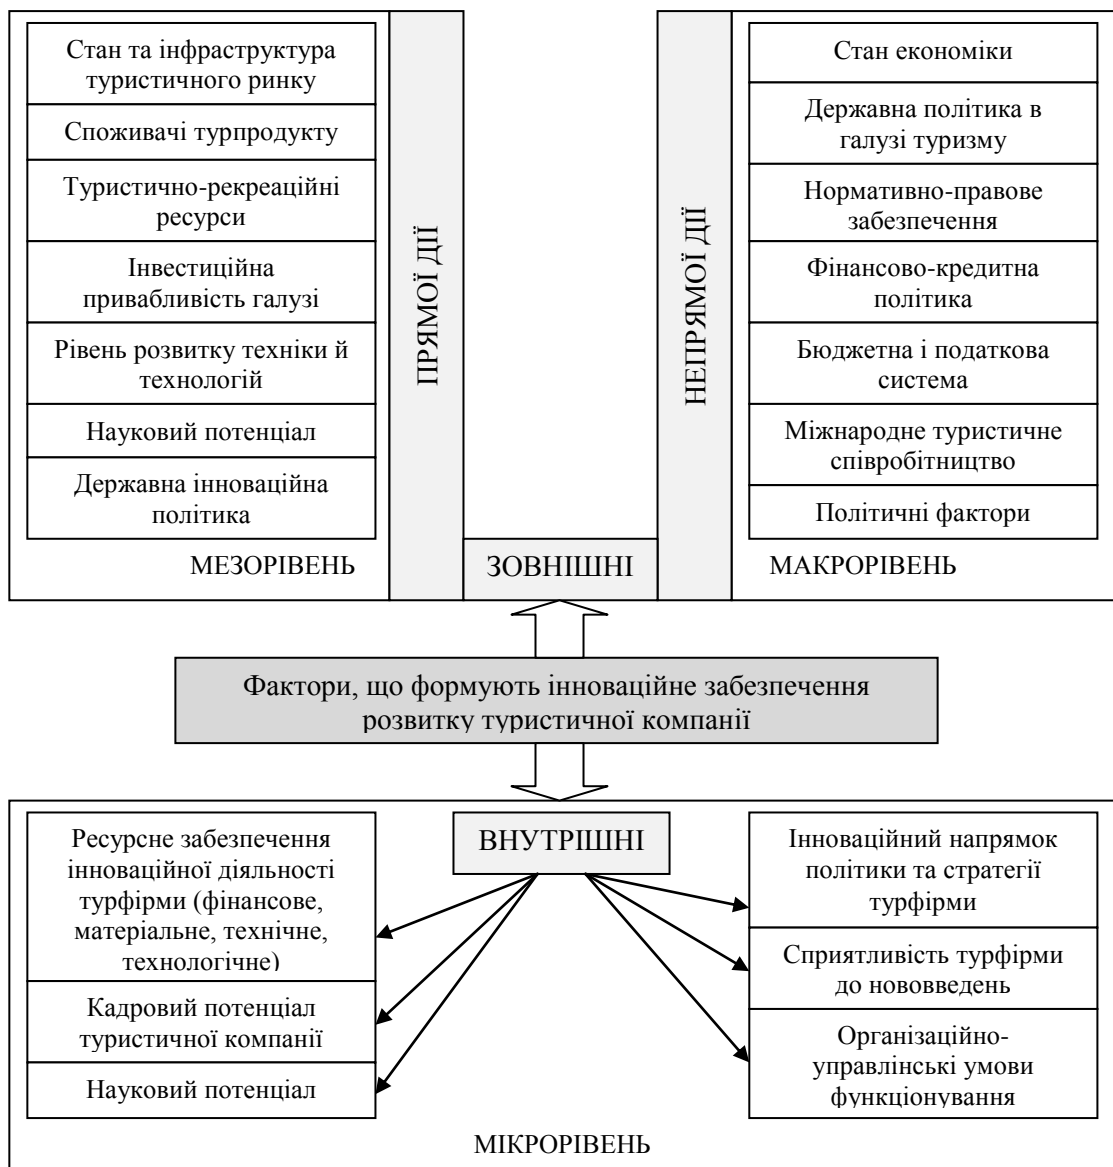 Стан та інфраструктура
туристичного ринку
Споживачі турпродукту
Туристично-рекреаційні
ресурси
Інвестиційна
привабливість галузі
Рівень розвитку техніки й
технологій
Науковий потенціал
Державна інноваційна
політика
МЕЗОРІВЕНЬ
ПРЯМОЇ ДІЇ
ЗОВНІШНІ
НЕПРЯМОЇ ДІЇ
Стан економіки
Державна політика в
галузі туризму
Нормативно-правове
забезпечення
Фінансово-кредитна
політика
Бюджетна і податкова
система
Міжнародне туристичне
співробітництво
Політичні фактори
МАКРОРІВЕНЬ
Фактори, що формують інноваційне забезпечення
розвитку туристичної компанії
ВНУТРІШНІ
Ресурсне забезпечення
інноваційної діяльності
турфірми (фінансове,
матеріальне, технічне,
технологічне)
Кадровий потенціал
туристичної компанії
Науковий потенціал
Інноваційний напрямок
політики та стратегії
турфірми
Сприятливість турфірми
до нововведень
Організаційно-
управлінські умови
функціонування
МІКРОРІВЕНЬ